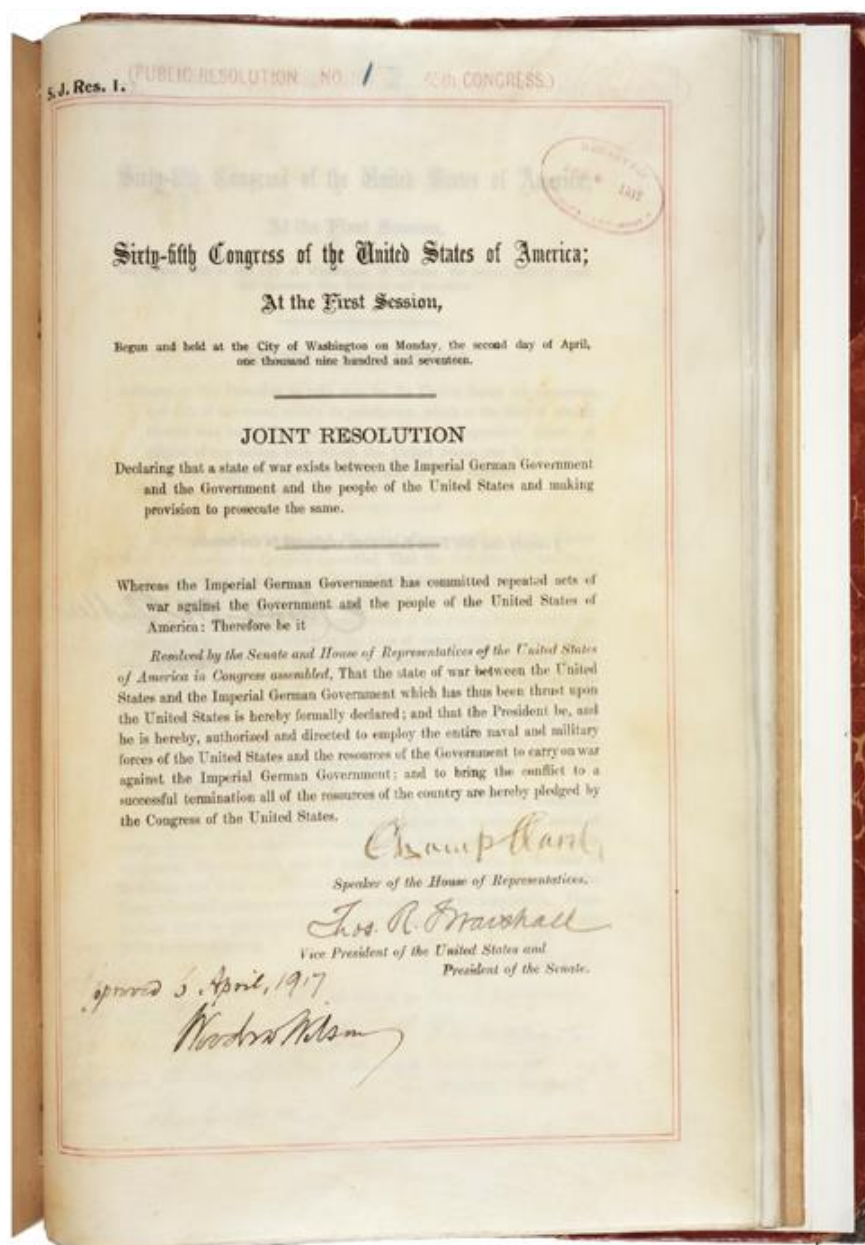 S. J. Res. 1.
(PUBLIC RESOLUTION NO. 1 65th CONGRESS.)
1917
Sixty-fifth Congress of the United States of America;
At the First Session,
Begun and held at the City of Washington on Monday, the second day of April,
one thousand nine hundred and seventeen.
JOINT RESOLUTION
Declaring that a state of war exists between the Imperial German Government
and the Government and the people of the United States and making
provision to prosecute the same.
Whereas the Imperial German Government has committed repeated acts of
war against the Government and the people of the United States of
America: Therefore be it
Resolved by the Senate and House of Representatives of the United States
of America in Congress assembled, That the state of war between the United
States and the Imperial German Government which has thus been thrust upon
the United States is hereby formally declared; and that the President be, and
he is hereby, authorized and directed to employ the entire naval and military
forces of the United States and the resources of the Government to carry on war
against the Imperial German Government; and to bring the conflict to a
successful termination all of the resources of the country are hereby pledged by
the Congress of the United States.
Champ Clark
Speaker of the House of Representatives.
Thos. R. Marshall
Vice President of the United States and
President of the Senate.
pproved 6 April, 1917
Woodrow Wilson